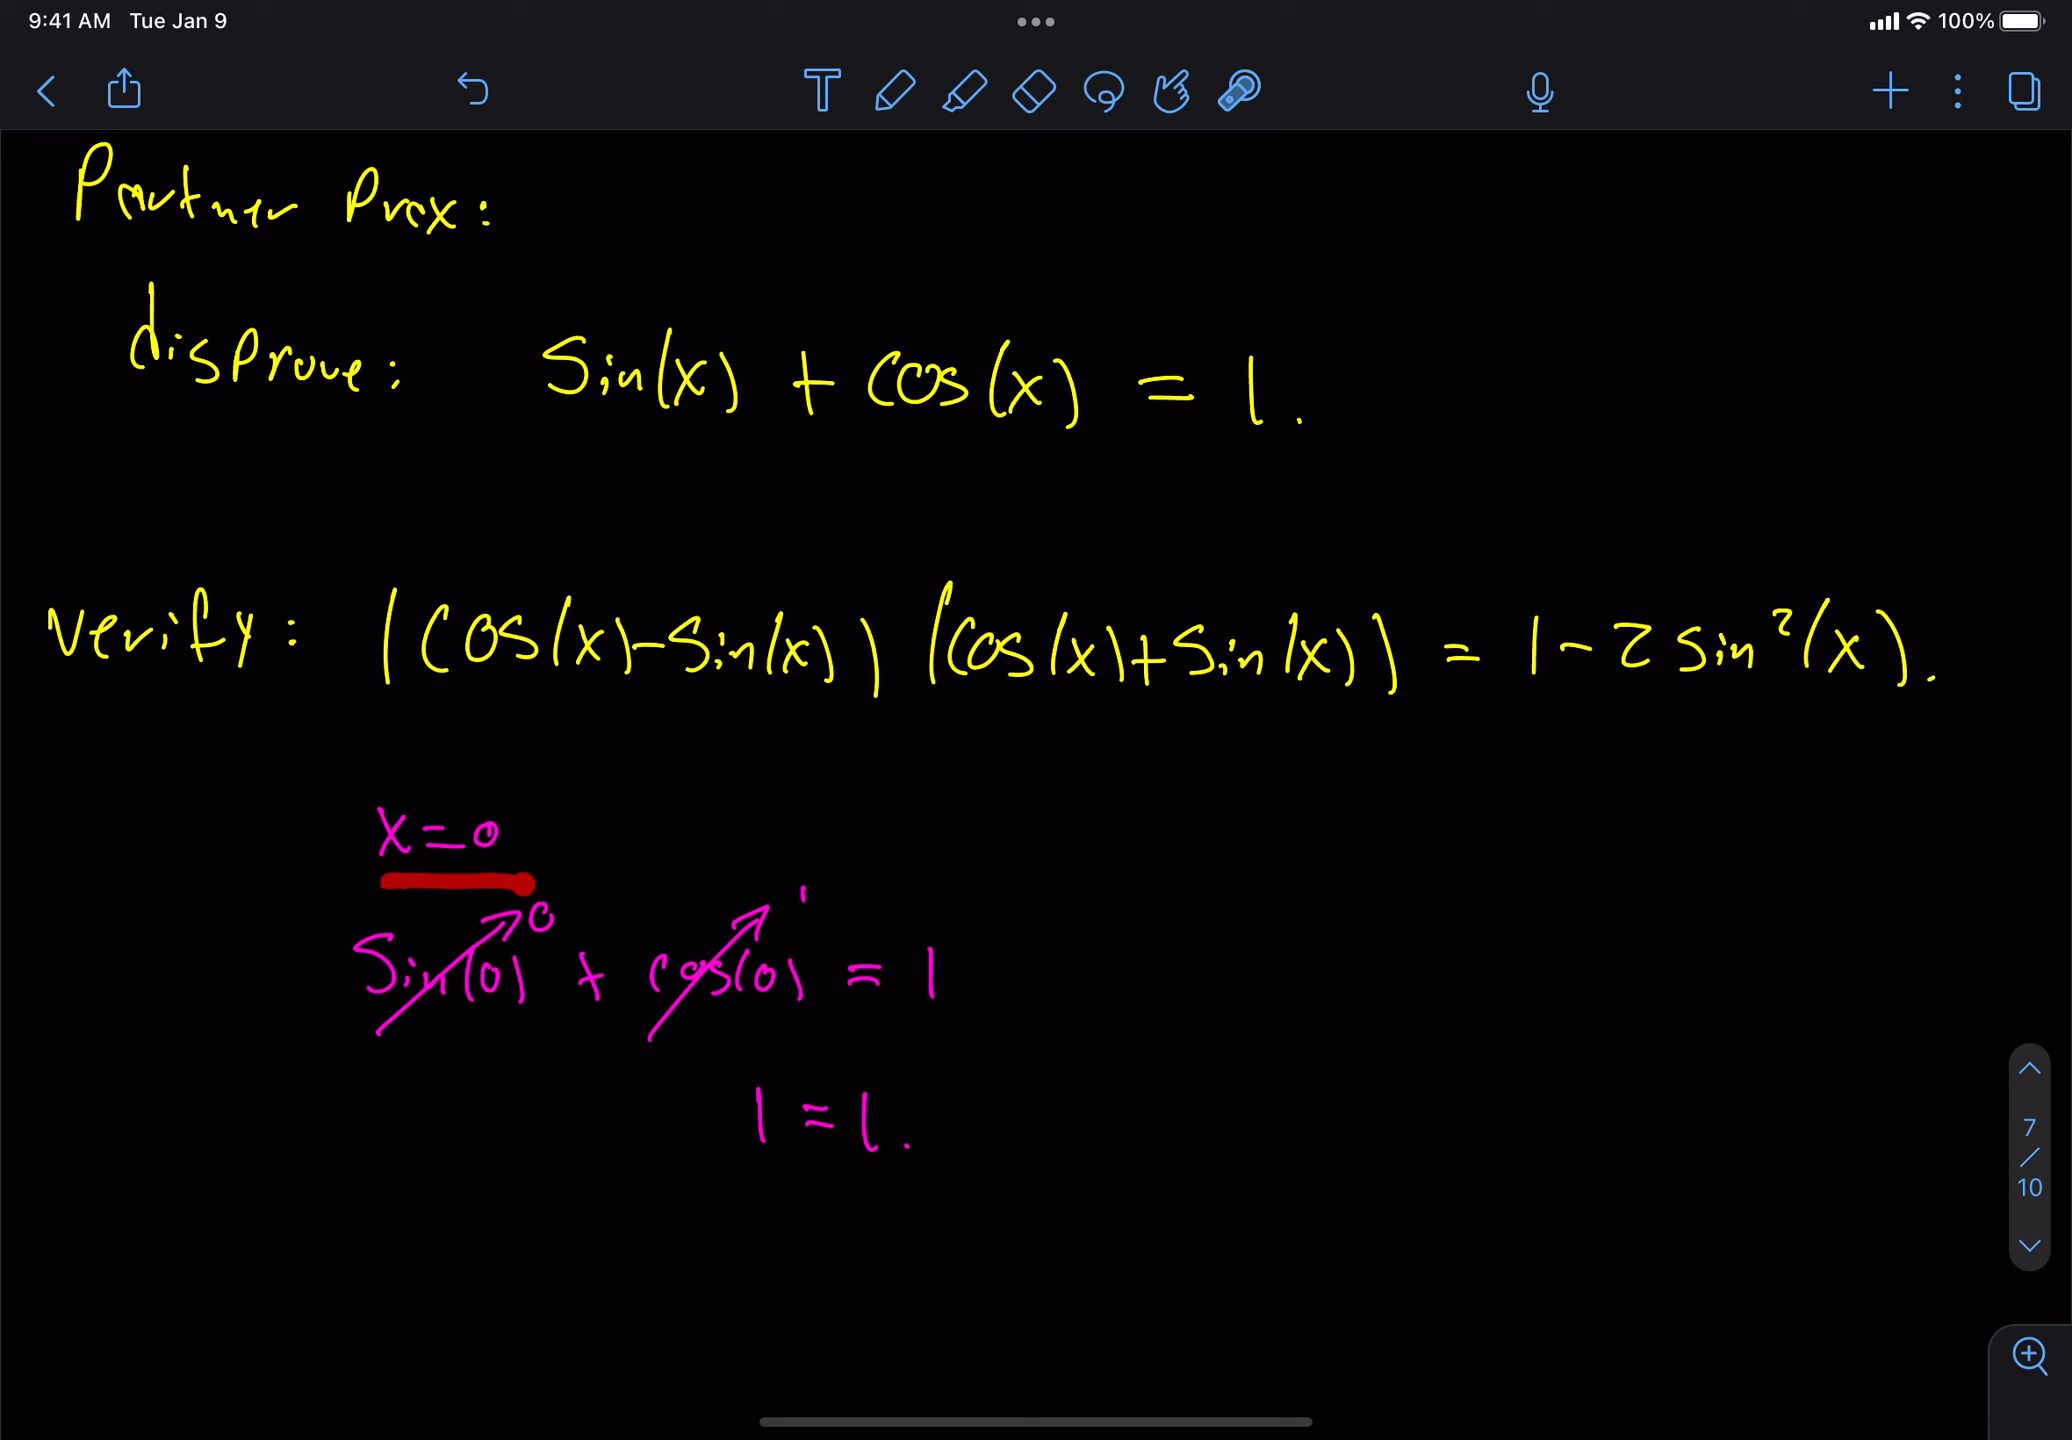 9:41 AM Tue Jan 9
100%
Partner Prax:
disprove: Sin(x) + cos(x) = 1.
verify: (cos(x)-sin(x)) (cos(x)+sin(x)) = 1-2 sin²(x).
x=0
0 1
Sin(0) + cos(0) = 1
1 = 1.
7
/
10